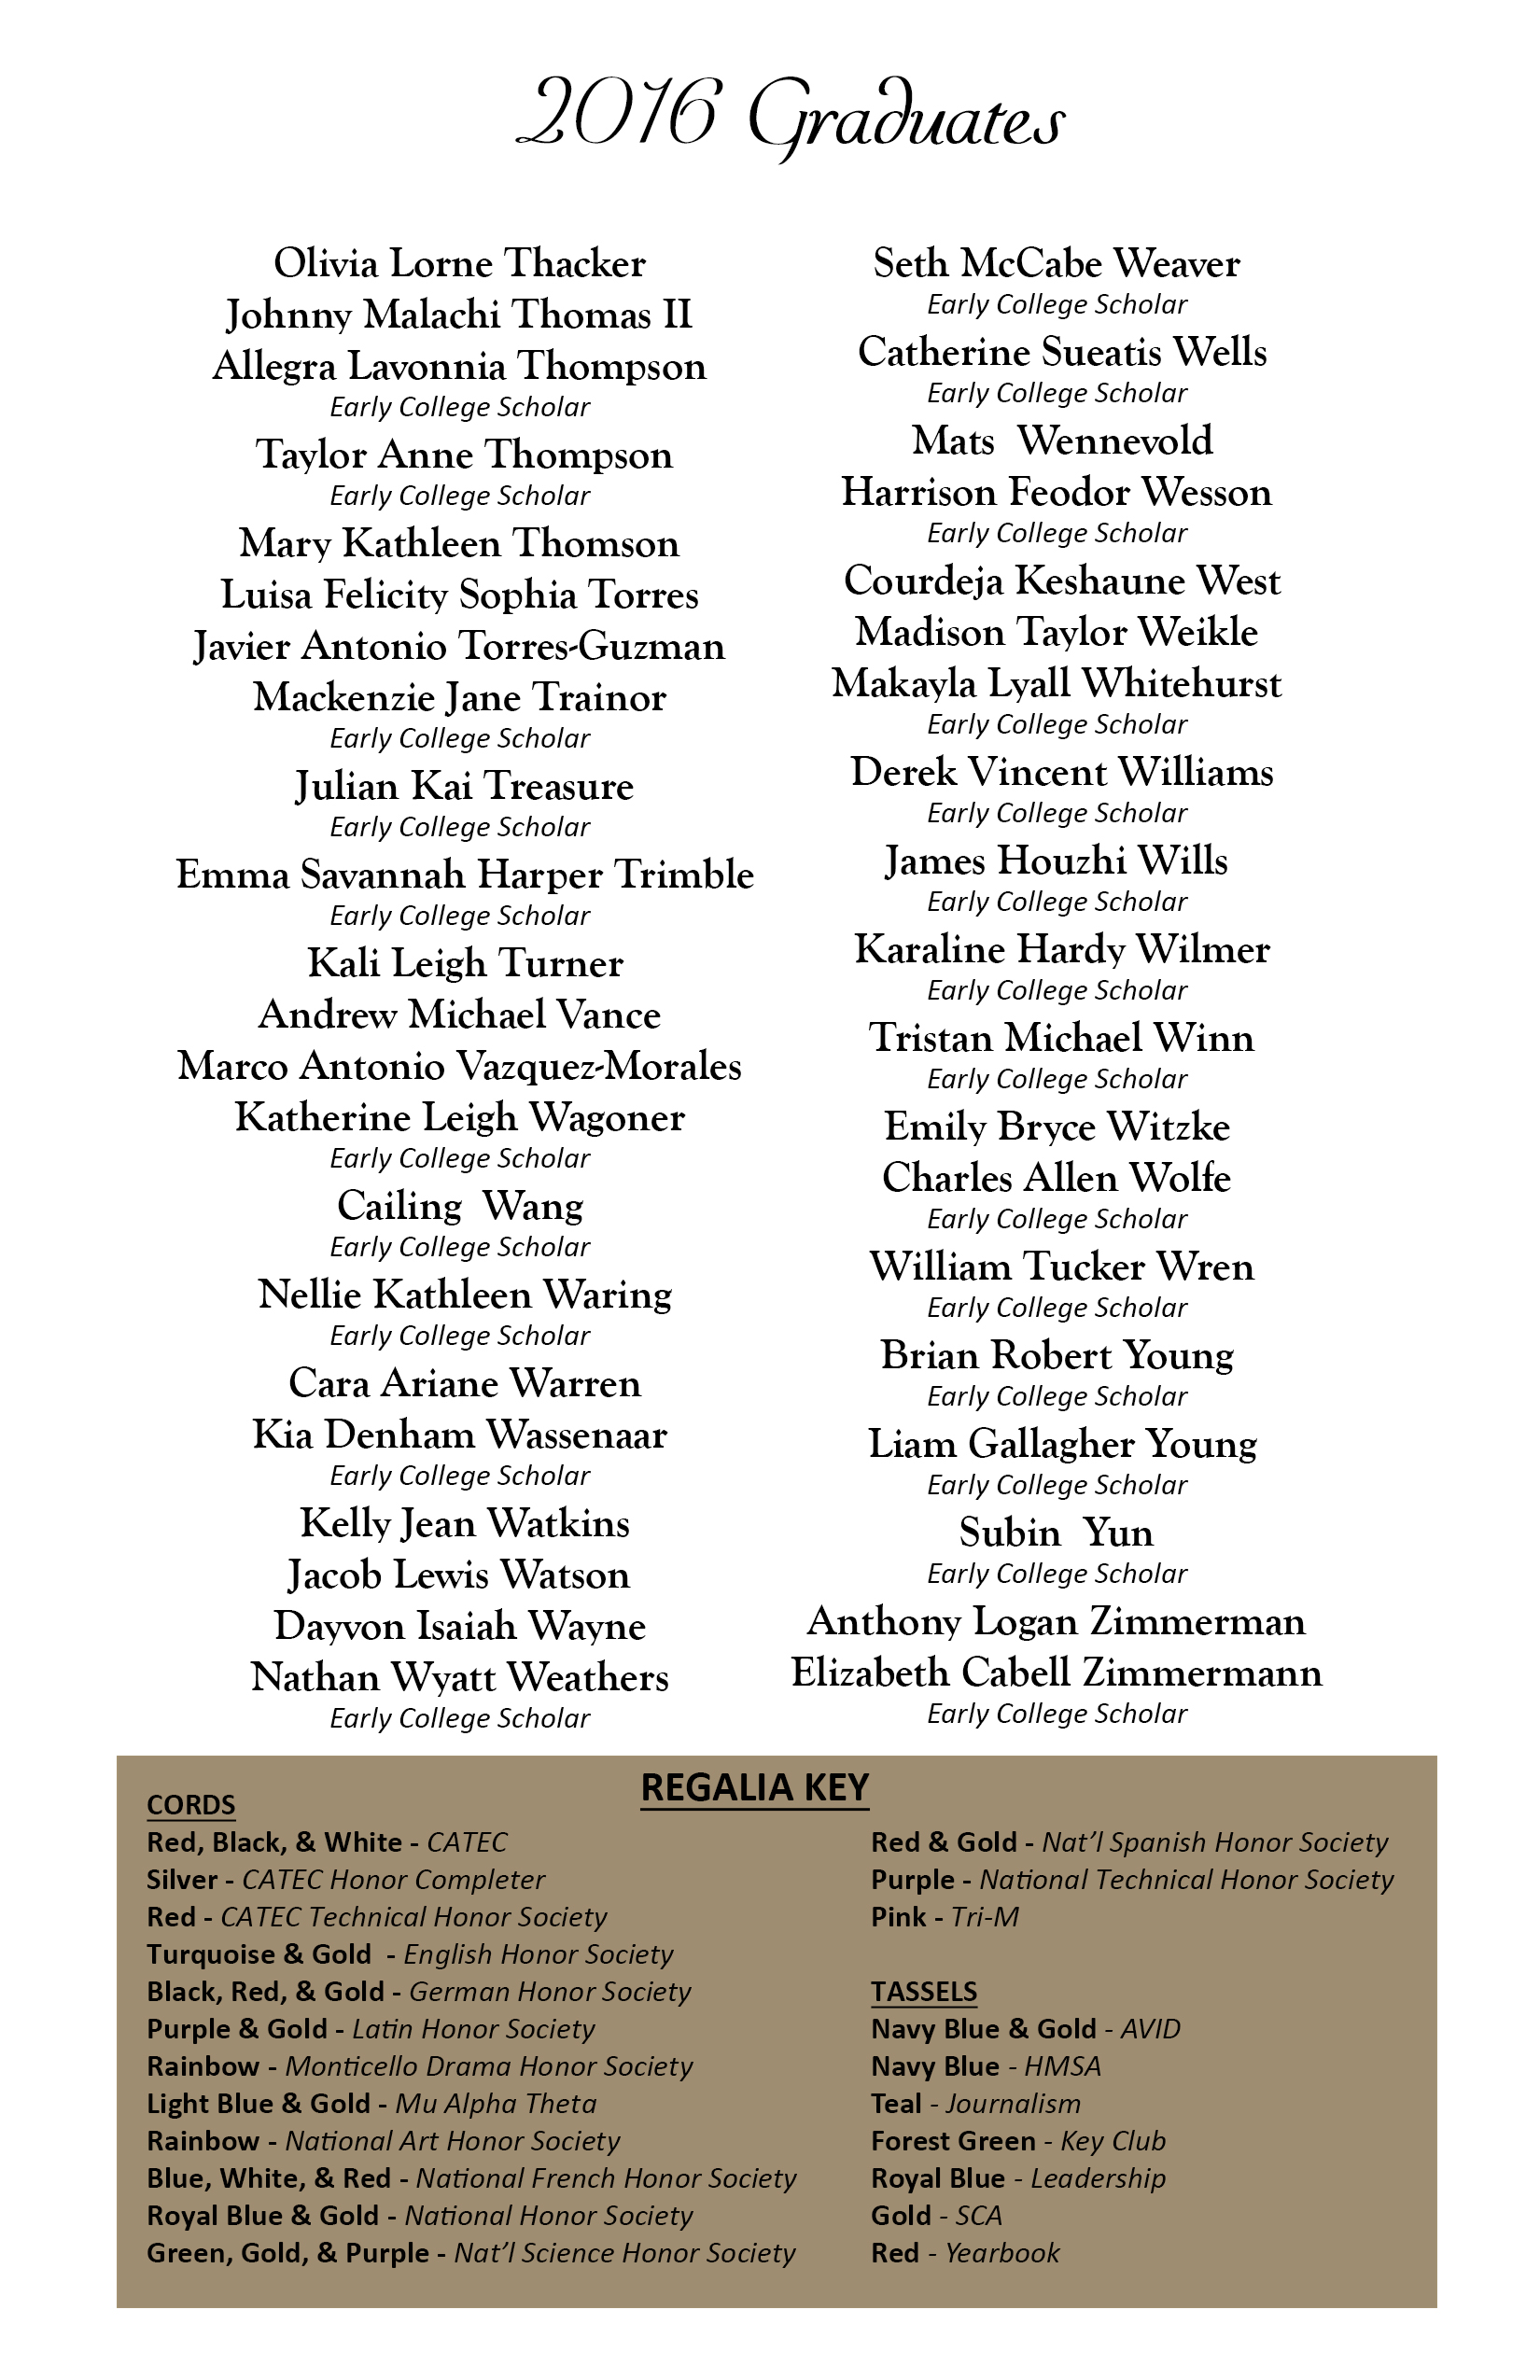 2016 Graduates
Olivia Lorne Thacker
Johnny Malachi Thomas II
Allegra Lavonnia Thompson
Early College Scholar
Taylor Anne Thompson
Early College Scholar
Mary Kathleen Thomson
Luisa Felicity Sophia Torres
Javier Antonio Torres-Guzman
Mackenzie Jane Trainor
Early College Scholar
Julian Kai Treasure
Early College Scholar
Emma Savannah Harper Trimble
Early College Scholar
Kali Leigh Turner
Andrew Michael Vance
Marco Antonio Vazquez-Morales
Katherine Leigh Wagoner
Early College Scholar
Cailing  Wang
Early College Scholar
Nellie Kathleen Waring
Early College Scholar
Cara Ariane Warren
Kia Denham Wassenaar
Early College Scholar
Kelly Jean Watkins
Jacob Lewis Watson
Dayvon Isaiah Wayne
Nathan Wyatt Weathers
Early College Scholar
Seth McCabe Weaver
Early College Scholar
Catherine Sueatis Wells
Early College Scholar
Mats  Wennevold
Harrison Feodor Wesson
Early College Scholar
Courdeja Keshaune West
Madison Taylor Weikle
Makayla Lyall Whitehurst
Early College Scholar
Derek Vincent Williams
Early College Scholar
James Houzhi Wills
Early College Scholar
Karaline Hardy Wilmer
Early College Scholar
Tristan Michael Winn
Early College Scholar
Emily Bryce Witzke
Charles Allen Wolfe
Early College Scholar
William Tucker Wren
Early College Scholar
Brian Robert Young
Early College Scholar
Liam Gallagher Young
Early College Scholar
Subin  Yun
Early College Scholar
Anthony Logan Zimmerman
Elizabeth Cabell Zimmermann
Early College Scholar
REGALIA KEY
CORDS
Red, Black, & White - CATEC
Silver - CATEC Honor Completer
Red - CATEC Technical Honor Society
Turquoise & Gold  - English Honor Society
Black, Red, & Gold - German Honor Society
Purple & Gold - Latin Honor Society
Rainbow - Monticello Drama Honor Society
Light Blue & Gold - Mu Alpha Theta
Rainbow - National Art Honor Society
Blue, White, & Red - National French Honor Society
Royal Blue & Gold - National Honor Society
Green, Gold, & Purple - Nat’l Science Honor Society
Red & Gold - Nat’l Spanish Honor Society
Purple - National Technical Honor Society
Pink - Tri-M
TASSELS
Navy Blue & Gold - AVID
Navy Blue - HMSA
Teal - Journalism
Forest Green - Key Club
Royal Blue - Leadership
Gold - SCA
Red - Yearbook